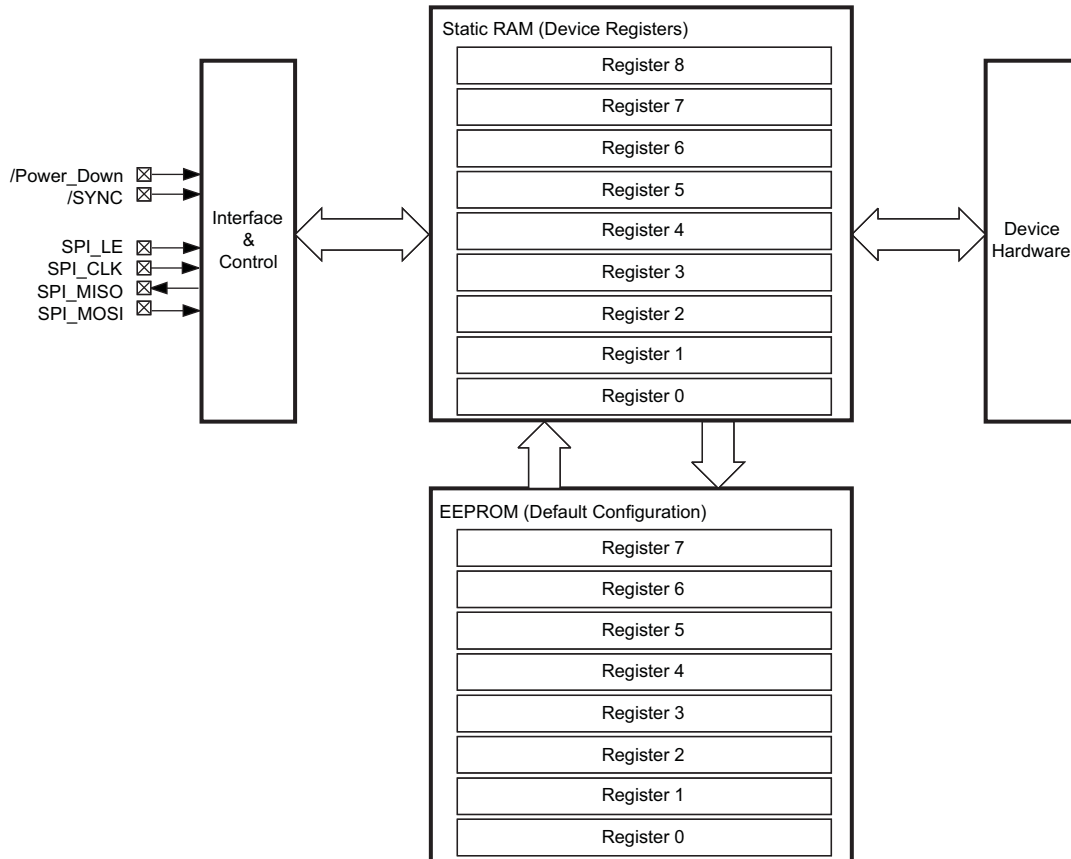 Static RAM (Device Registers)
Register 8
Register 7
Register 6
Register 5
Register 4
Register 3
Register 2
Register 1
Register 0
/Power_Down
/SYNC
SPI_LE
SPI_CLK
SPI_MISO
SPI_MOSI
Interface
&
Control
Device
Hardware
EEPROM (Default Configuration)
Register 7
Register 6
Register 5
Register 4
Register 3
Register 2
Register 1
Register 0